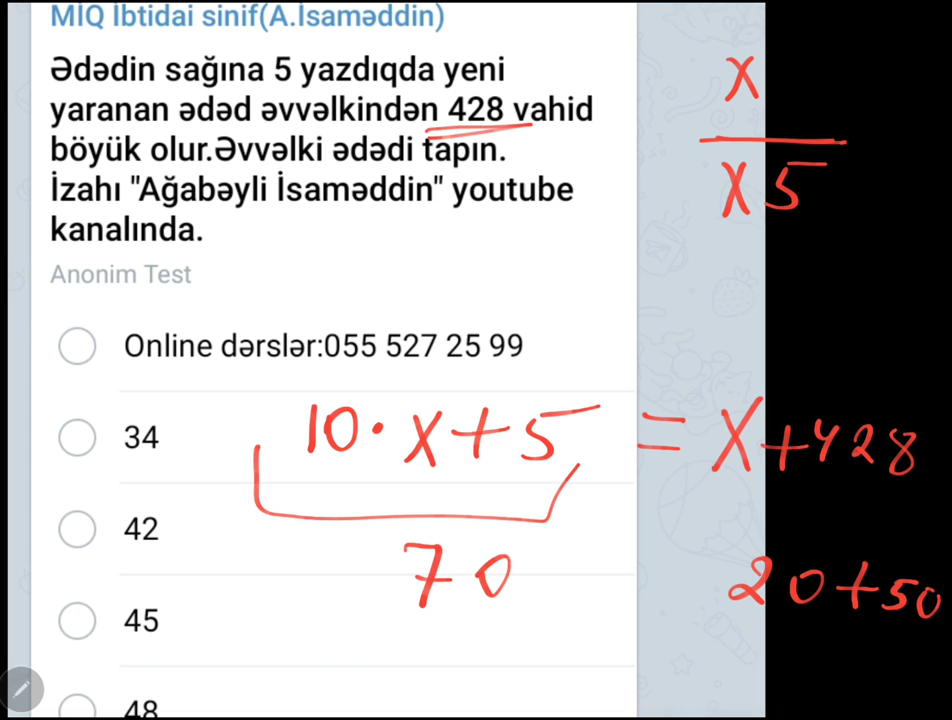 MİQ İbtidai sinif(A.İsaməddin)
Ədədin sağına 5 yazdıqda yeni
yaranan ədəd əvvəlkindən 428 vahid
böyük olur.Əvvəlki ədədi tapın.
İzahı "Ağabəyli İsaməddin" youtube
kanalında.
Anonim Test
Online dərslər:055 527 25 99
34
42
45
48
X
X5
10·X+5 = X+428
70
20+50